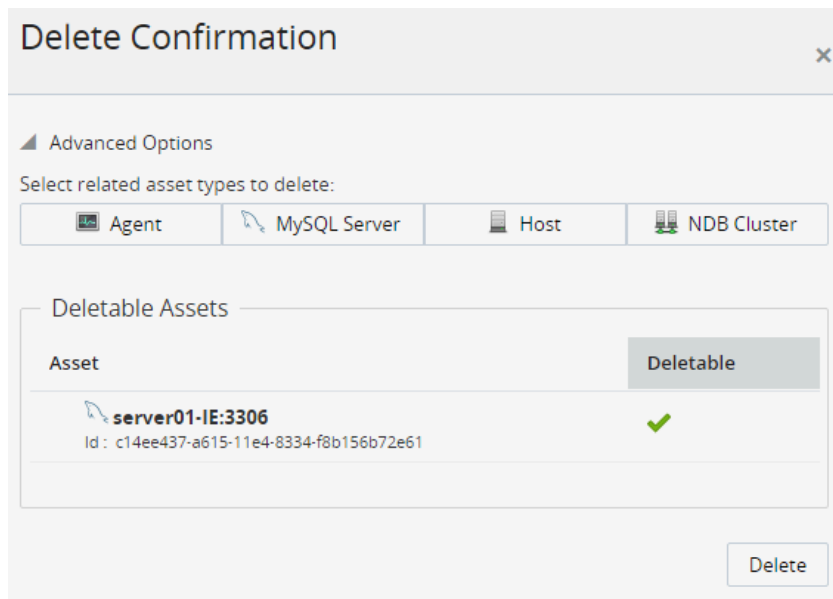 Delete Confirmation
×
Advanced Options
Select related asset types to delete:
Agent MySQL Server Host NDB Cluster
Deletable Assets
Asset Deletable
server01-IE:3306
Id : c14ee437-a615-11e4-8334-f8b156b72e61
Delete